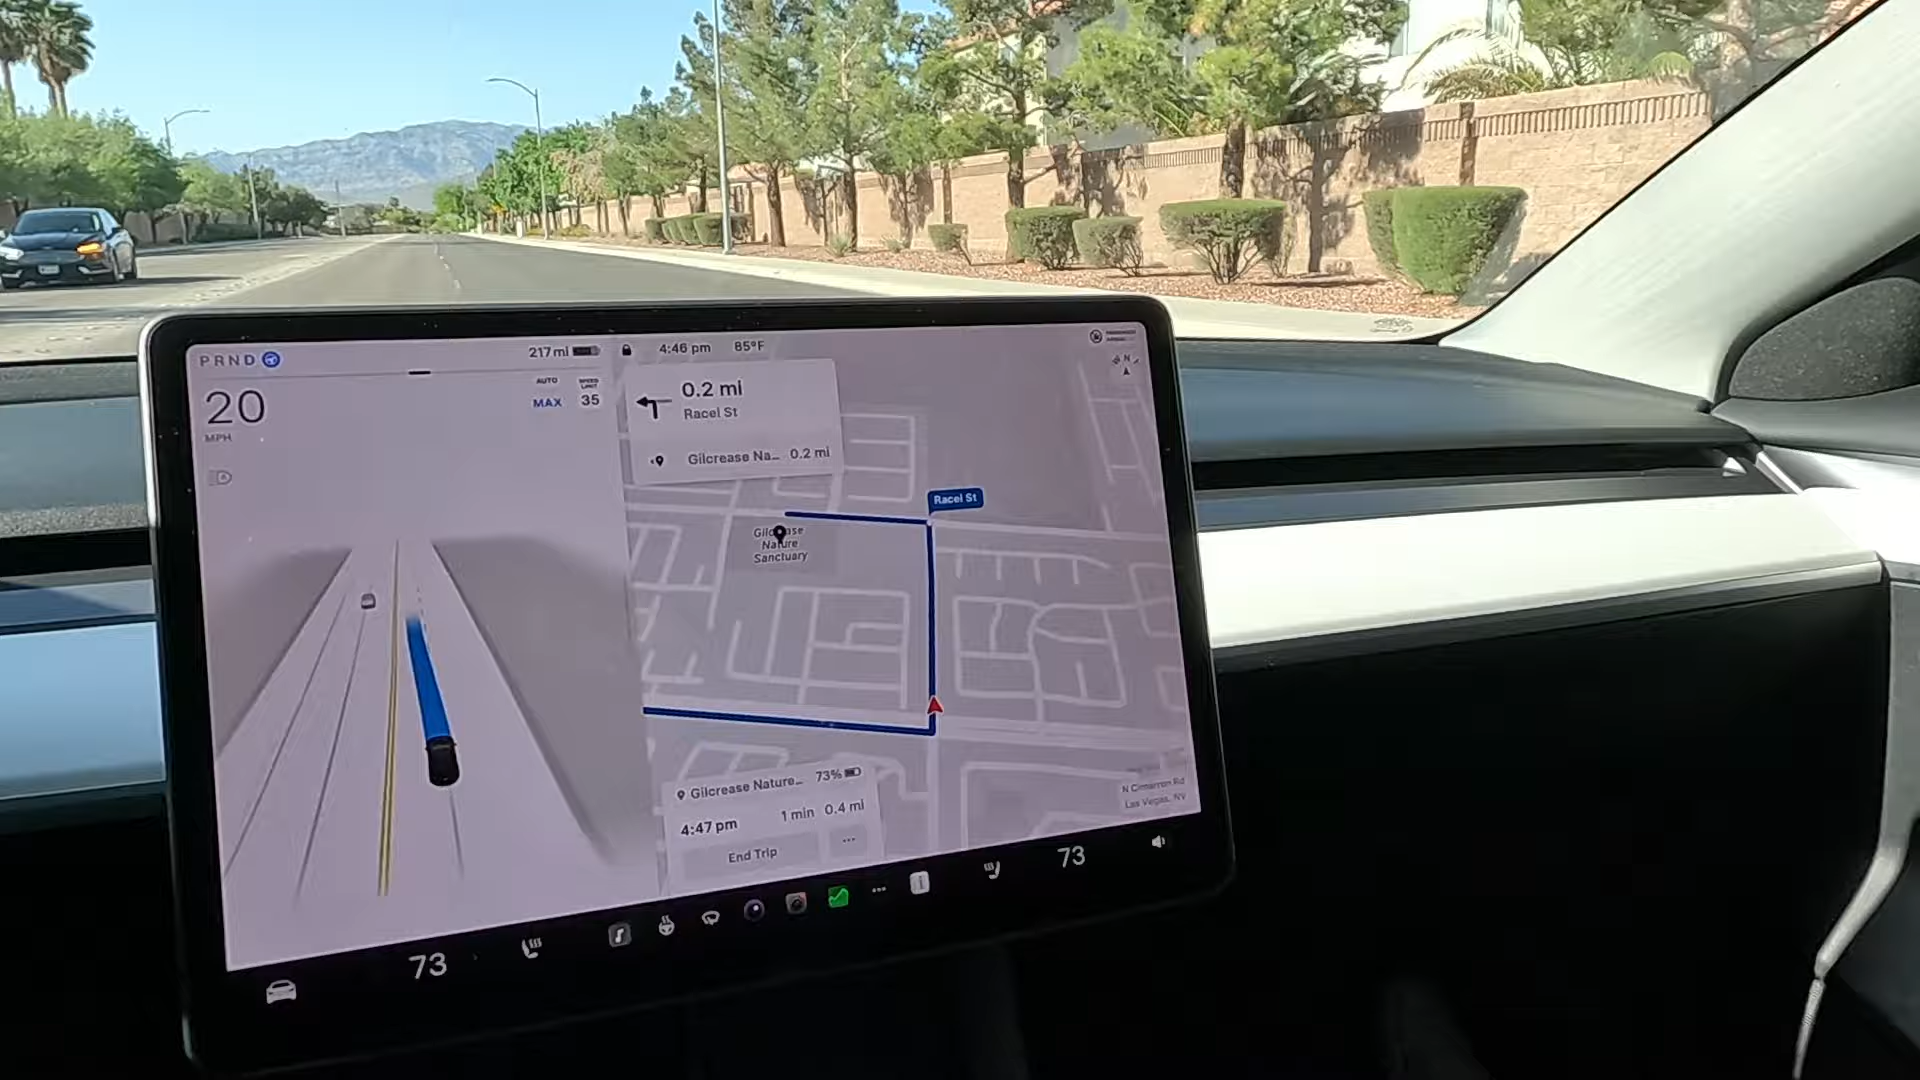 PRND
217 mi
4:46 pm
85°F
20
MPH
AUTO
MAX
SPEED
LIMIT
35
0.2 mi
Racel St
Gilcrease Na... 0.2 mi
N
Racel St
Gilcrease
Nature
Sanctuary
Gilcrease Nature... 73%
4:47 pm 1 min 0.4 mi
End Trip
...
N Cimarron Rd
Las Vegas, NV
73
73